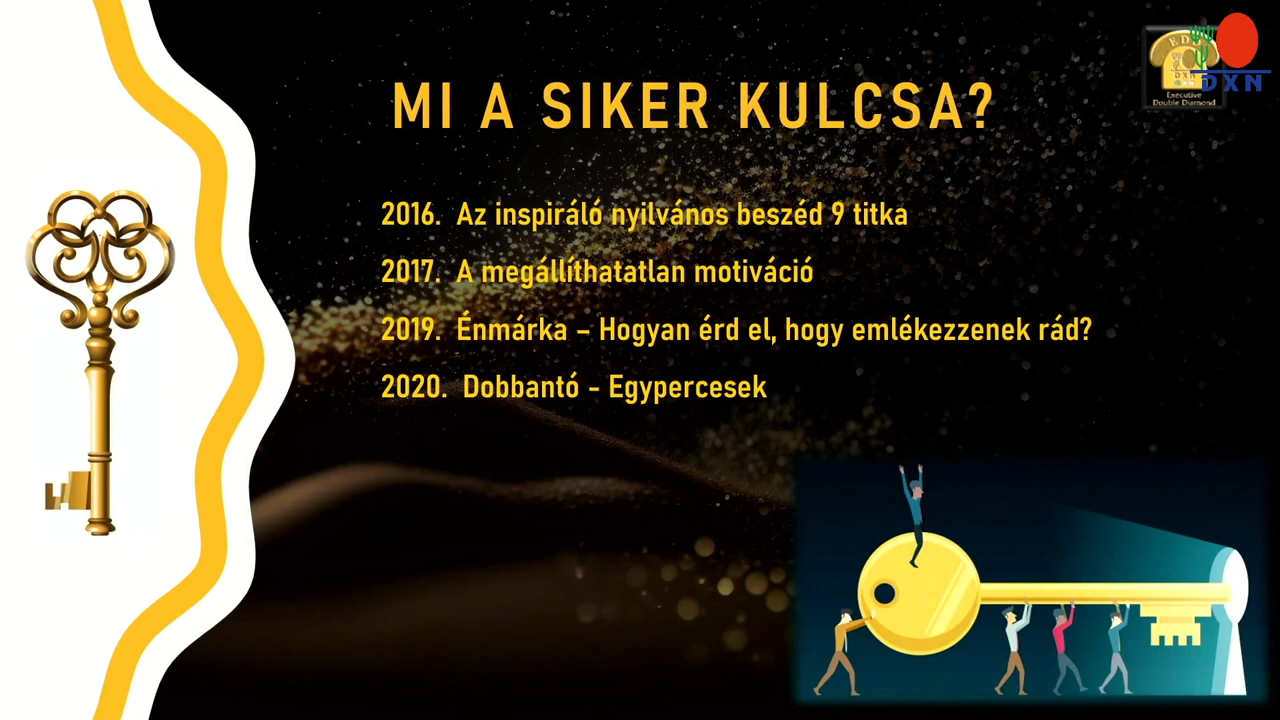 MI A SIKER KULCSA?
2016. Az inspiráló nyilvános beszéd 9 titka
2017. A megállíthatatlan motiváció
2019. Énmárka – Hogyan érd el, hogy emlékezzenek rád?
2020. Dobbantó - Egypercesek
DXN
Executive
Double Diamond